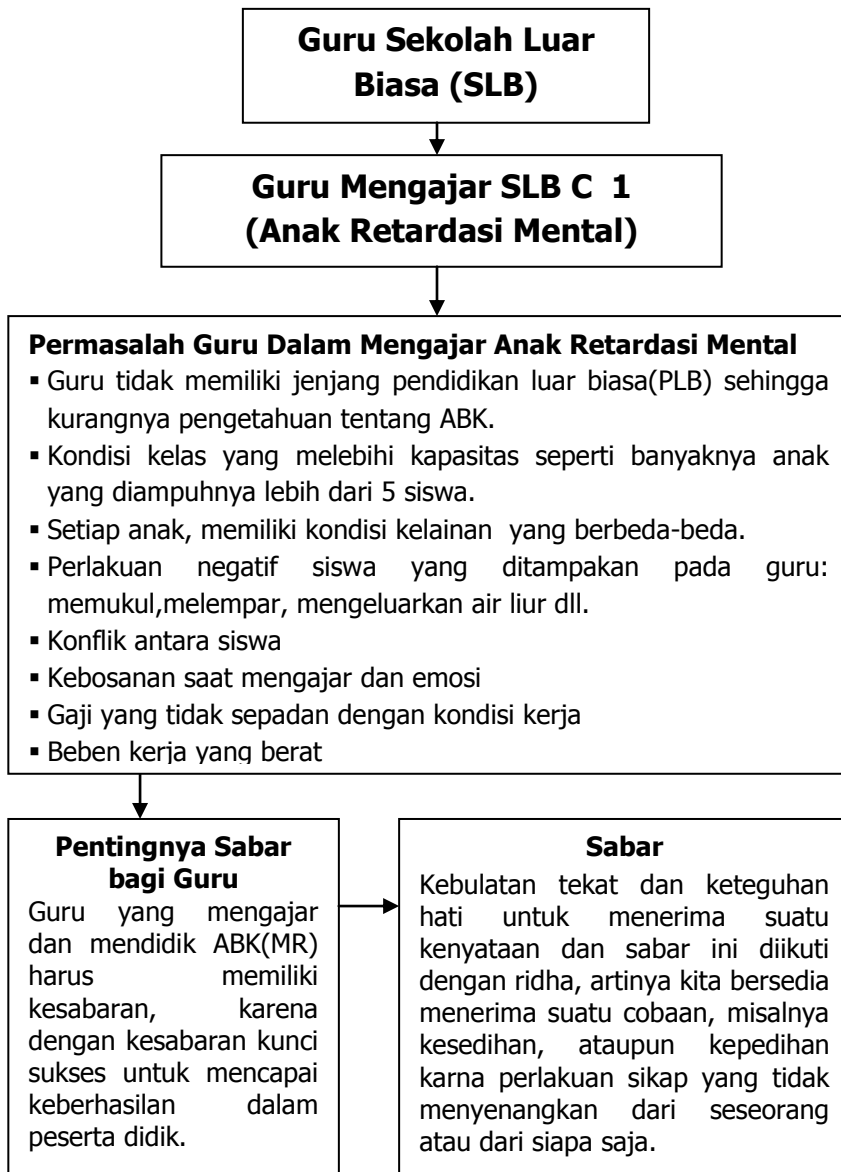 Guru Sekolah Luar
Biasa (SLB)
Guru Mengajar SLB C 1
(Anak Retardasi Mental)
Permasalah Guru Dalam Mengajar Anak Retardasi Mental
▪ Guru tidak memiliki jenjang pendidikan luar biasa(PLB) sehingga
kurangnya pengetahuan tentang ABK.
▪ Kondisi kelas yang melebihi kapasitas seperti banyaknya anak
yang diampuhnya lebih dari 5 siswa.
▪ Setiap anak, memiliki kondisi kelainan yang berbeda-beda.
▪ Perlakuan negatif siswa yang ditampakan pada guru:
memukul,melempar, mengeluarkan air liur dll.
▪ Konflik antara siswa
▪ Kebosanan saat mengajar dan emosi
▪ Gaji yang tidak sepadan dengan kondisi kerja
▪ Beben kerja yang berat
Pentingnya Sabar
bagi Guru
Guru yang mengajar
dan mendidik ABK(MR)
harus memiliki
kesabaran, karena
dengan kesabaran kunci
sukses untuk mencapai
keberhasilan dalam
peserta didik.
Sabar
Kebulatan tekat dan keteguhan
hati untuk menerima suatu
kenyataan dan sabar ini diikuti
dengan ridha, artinya kita bersedia
menerima suatu cobaan, misalnya
kesedihan, ataupun kepedihan
karna perlakuan sikap yang tidak
menyenangkan dari seseorang
atau dari siapa saja.